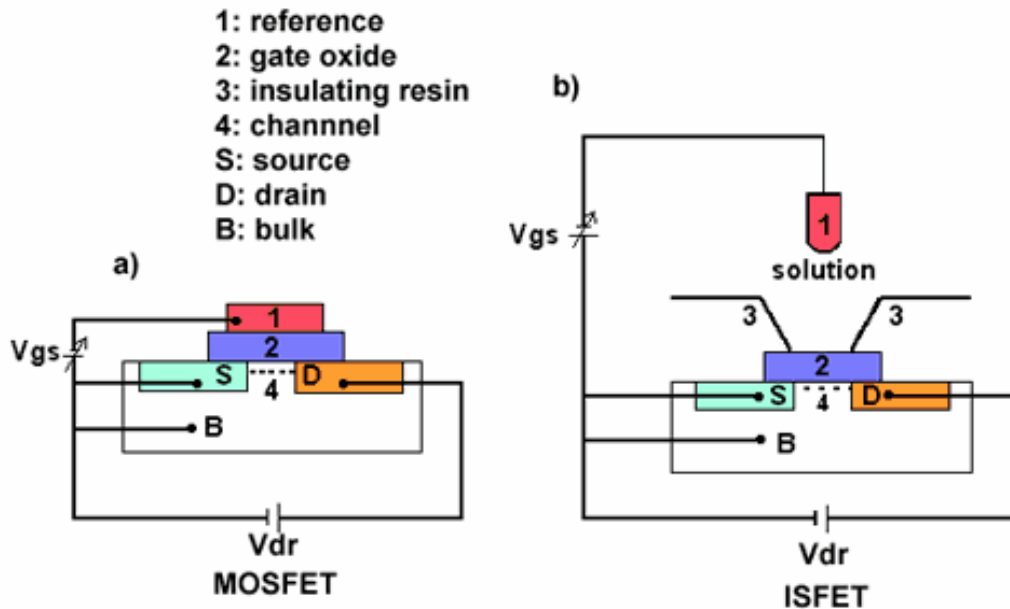 1: reference
2: gate oxide
3: insulating resin
4: channnel
S: source
D: drain
B: bulk
a)
Vgs
1
2
S
D
4
B
Vdr
MOSFET
b)
Vgs
1
solution
3
3
2
S
D
4
B
Vdr
ISFET